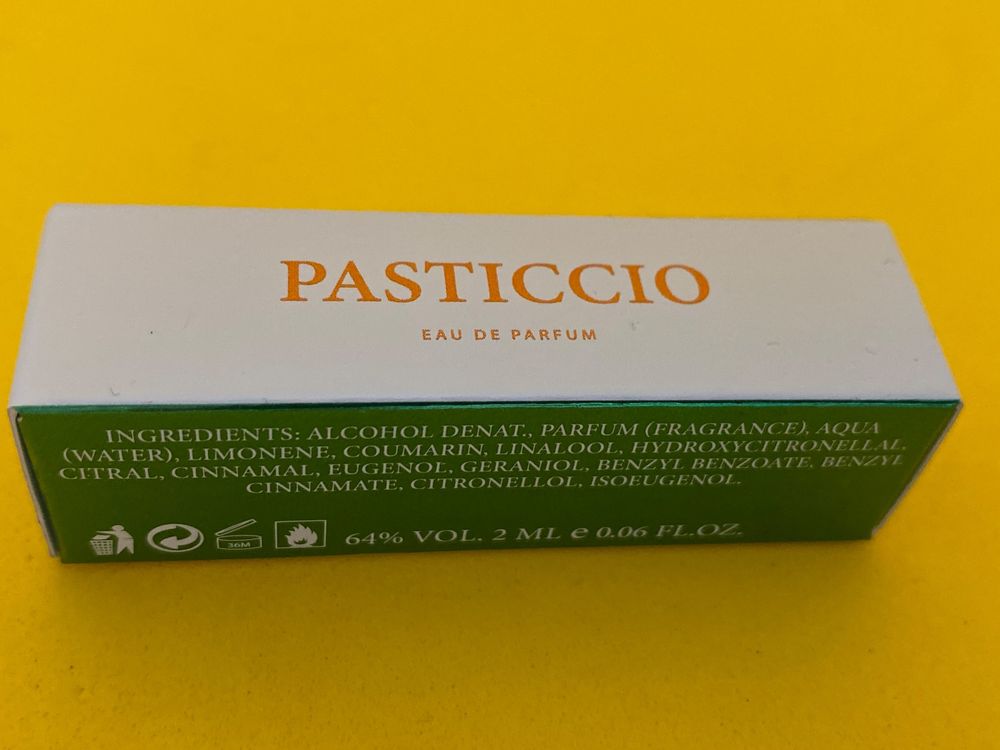 PASTICCIO
EAU DE PARFUM
INGREDIENTS: ALCOHOL DENAT., PARFUM (FRAGRANCE), AQUA
(WATER), LIMONENE, COUMARIN, LINALOOL, HYDROXYCITRONELLAL,
CITRAL, CINNAMAL, EUGENOL, GERANIOL, BENZYL BENZOATE, BENZYL
CINNAMATE, CITRONELLOL, ISOEUGENOL.
36M
64% VOL. 2 ML e 0.06 FL.OZ.